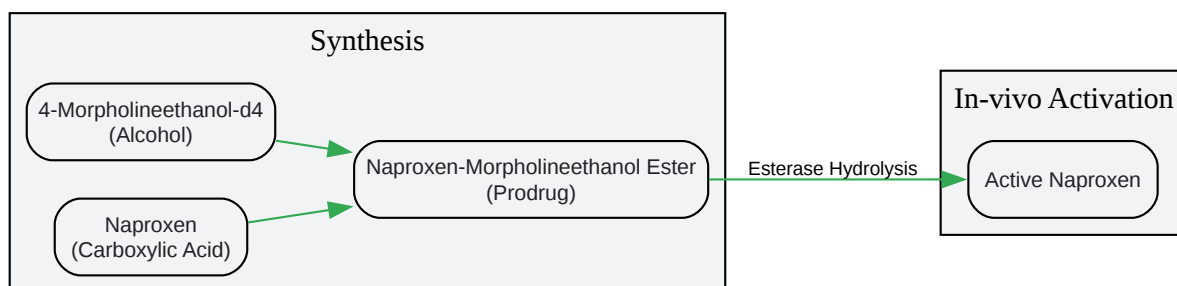 Synthesis
4-Morpholineethanol-d4
(Alcohol)
Naproxen
(Carboxylic Acid)
Naproxen-Morpholineethanol Ester
(Prodrug)
Esterase Hydrolysis
In-vivo Activation
Active Naproxen